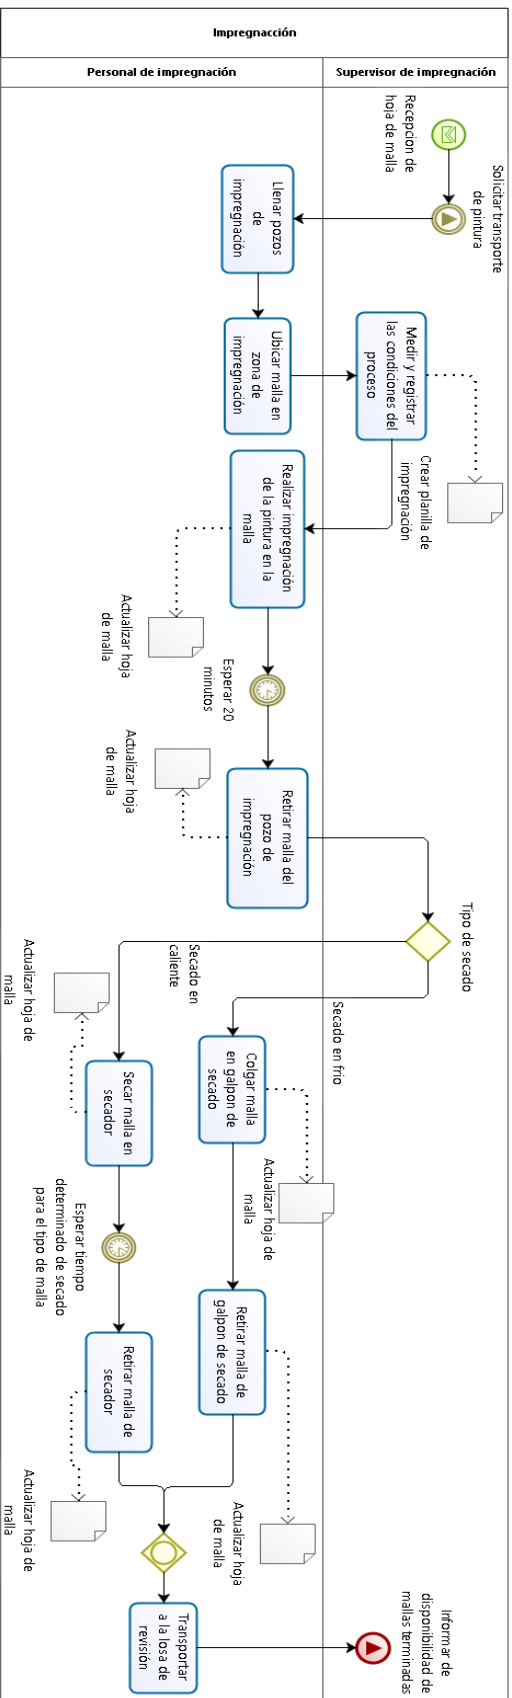 Impregnacción
Personal de impregnación
Supervisor de impregnación
Recepcion de
hoja de malla
Solicitar transporte
de pintura
Llenar pozos
de
impregnación
Ubicar malla en
zona de
impregnación
Medir y registrar
las condiciones del
proceso
Crear planilla de
impregnación
Realizar impregnación
de la pintura en la
malla
Actualizar hoja
de malla
Esperar 20
minutos
Actualizar hoja
de malla
Retirar malla del
pozo de
impregnación
Tipo de secado
Secado en
caliente
Secado en frio
Actualizar hoja de
malla
Secar malla en
secador
Colgar malla
en galpon de
secado
Actualizar hoja de
malla
Esperar tiempo
determinado de secado
para el tipo de malla
Retirar malla de
galpon de secado
Retirar malla de
secador
Actualizar hoja de
malla
Actualizar hoja
de malla
Transportar
a la losa de
revisión
Informar de
disponibilidad de
mallas terminadas